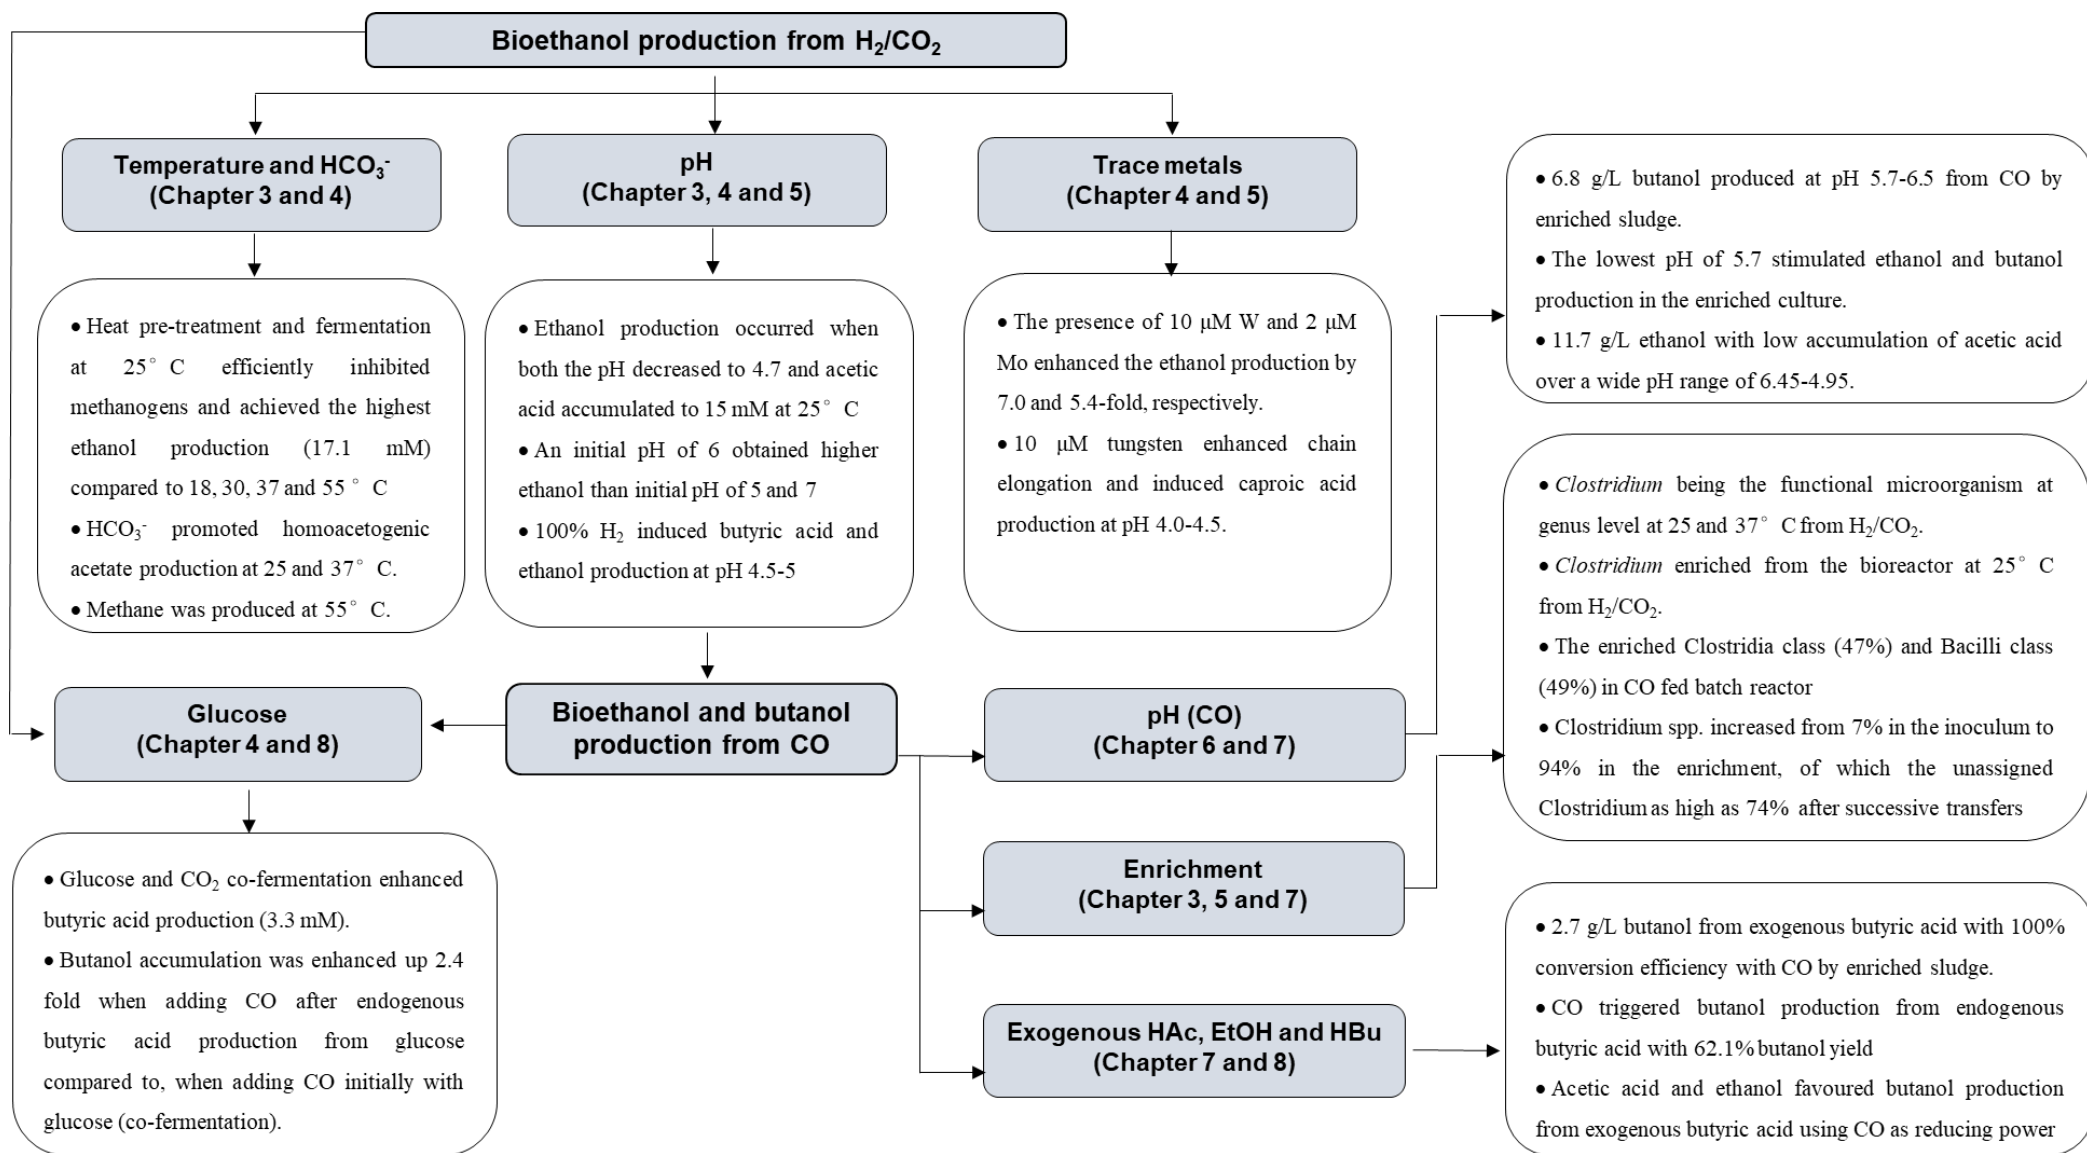 Bioethanol production from H₂/CO₂
Temperature and HCO₃⁻
(Chapter 3 and 4)
pH
(Chapter 3, 4 and 5)
Trace metals
(Chapter 4 and 5)
• Heat pre-treatment and fermentation
at 25° C efficiently inhibited
methanogens and achieved the highest
ethanol production (17.1 mM)
compared to 18, 30, 37 and 55 ° C
• HCO₃⁻ promoted homoacetogenic
acetate production at 25 and 37° C.
• Methane was produced at 55° C.
• Ethanol production occurred when
both the pH decreased to 4.7 and acetic
acid accumulated to 15 mM at 25° C
• An initial pH of 6 obtained higher
ethanol than initial pH of 5 and 7
• 100% H₂ induced butyric acid and
ethanol production at pH 4.5-5
• The presence of 10 μM W and 2 μM
Mo enhanced the ethanol production by
7.0 and 5.4-fold, respectively.
• 10 μM tungsten enhanced chain
elongation and induced caproic acid
production at pH 4.0-4.5.
• 6.8 g/L butanol produced at pH 5.7-6.5 from CO by
enriched sludge.
• The lowest pH of 5.7 stimulated ethanol and butanol
production in the enriched culture.
• 11.7 g/L ethanol with low accumulation of acetic acid
over a wide pH range of 6.45-4.95.
• Clostridium being the functional microorganism at
genus level at 25 and 37° C from H₂/CO₂.
• Clostridium enriched from the bioreactor at 25° C
from H₂/CO₂.
• The enriched Clostridia class (47%) and Bacilli class
(49%) in CO fed batch reactor
• Clostridium spp. increased from 7% in the inoculum to
94% in the enrichment, of which the unassigned
Clostridium as high as 74% after successive transfers
Glucose
(Chapter 4 and 8)
Bioethanol and butanol
production from CO
pH (CO)
(Chapter 6 and 7)
Enrichment
(Chapter 3, 5 and 7)
Exogenous HAc, EtOH and HBu
(Chapter 7 and 8)
• Glucose and CO₂ co-fermentation enhanced
butyric acid production (3.3 mM).
• Butanol accumulation was enhanced up 2.4
fold when adding CO after endogenous
butyric acid production from glucose
compared to, when adding CO initially with
glucose (co-fermentation).
• 2.7 g/L butanol from exogenous butyric acid with 100%
conversion efficiency with CO by enriched sludge.
• CO triggered butanol production from endogenous
butyric acid with 62.1% butanol yield
• Acetic acid and ethanol favoured butanol production
from exogenous butyric acid using CO as reducing power